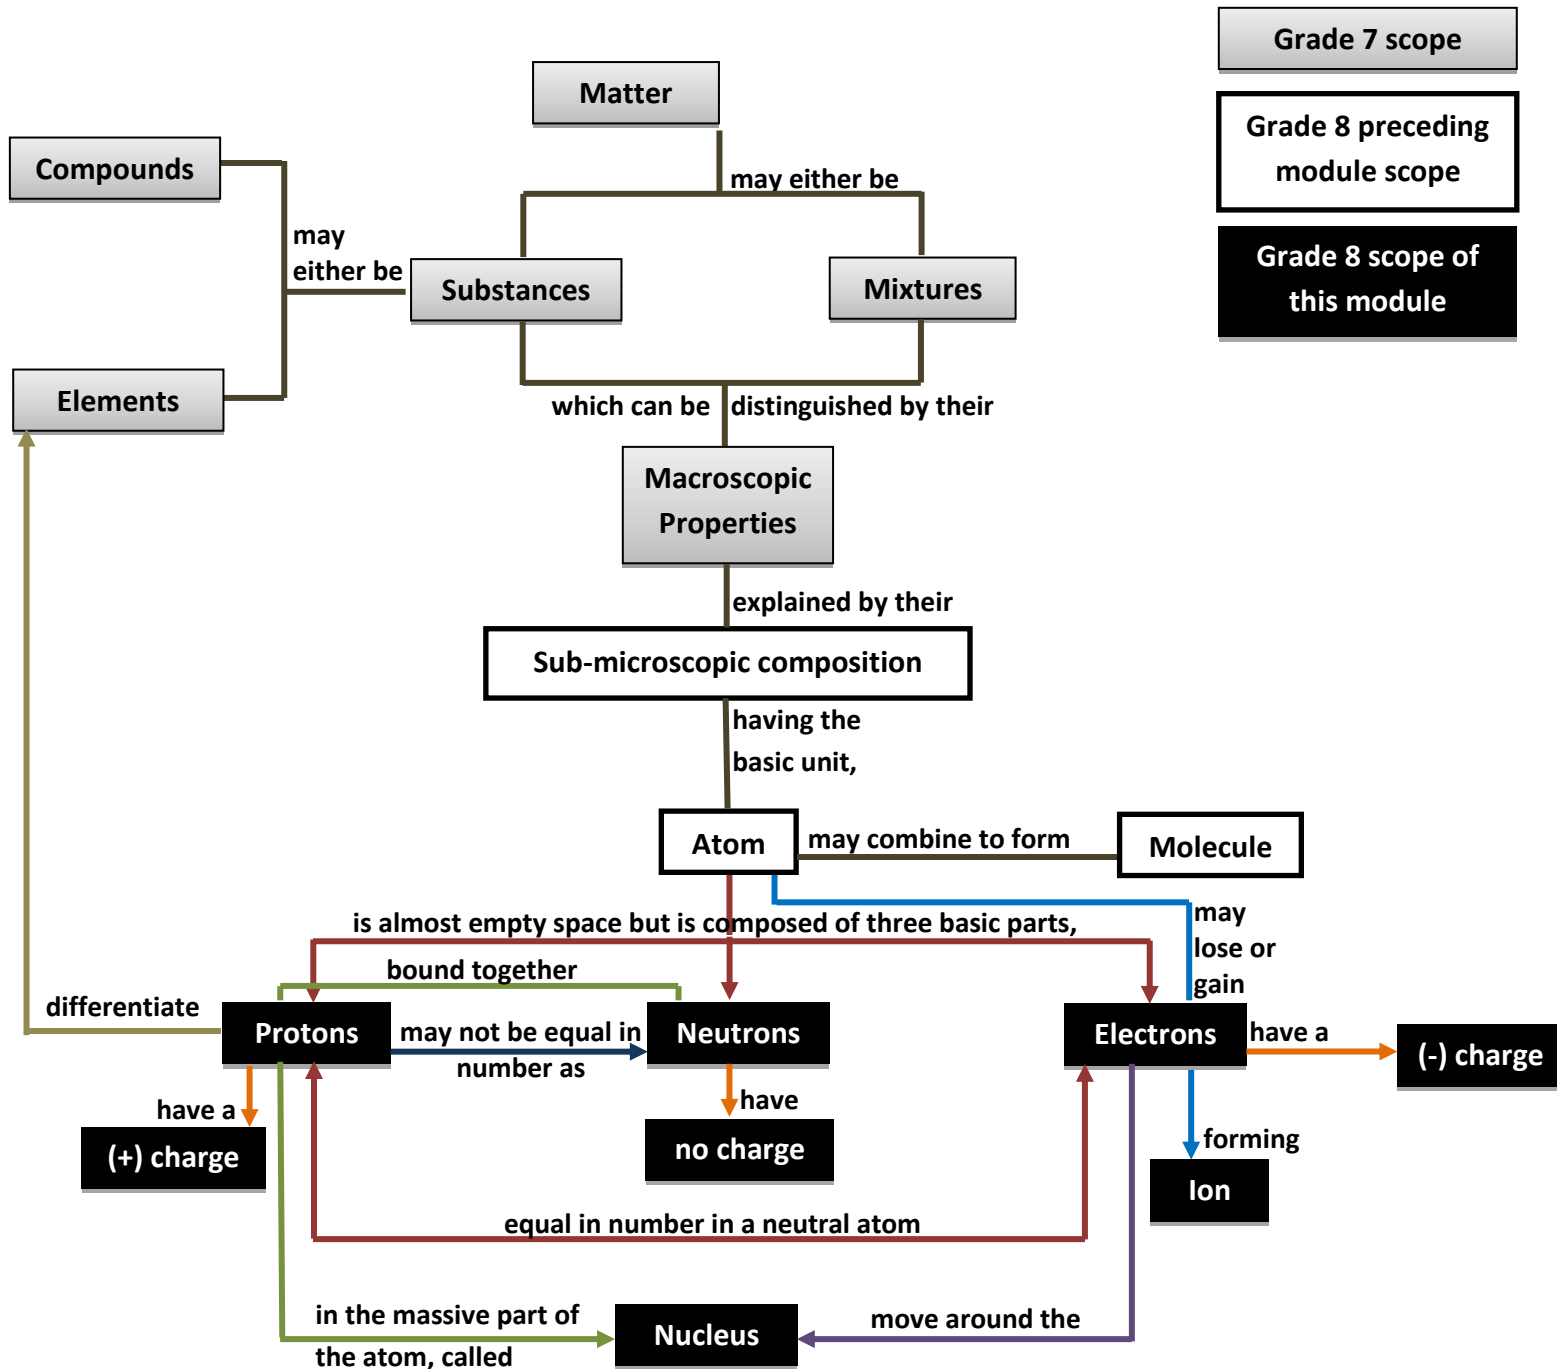 Grade 7 scope
Matter
Grade 8 preceding
module scope
Compounds
may either be
may
either be
Grade 8 scope of
this module
Substances
Mixtures
Elements
which can be
distinguished by their
Macroscopic
Properties
explained by their
Sub-microscopic composition
having the
basic unit,
Atom
may combine to form
Molecule
is almost empty space but is composed of three basic parts,
may
lose or
gain
bound together
differentiate
Protons
may not be equal in
number as
Neutrons
Electrons
have a
(-) charge
have a
(+) charge
have
no charge
forming
Ion
equal in number in a neutral atom
in the massive part of
the atom, called
Nucleus
move around the